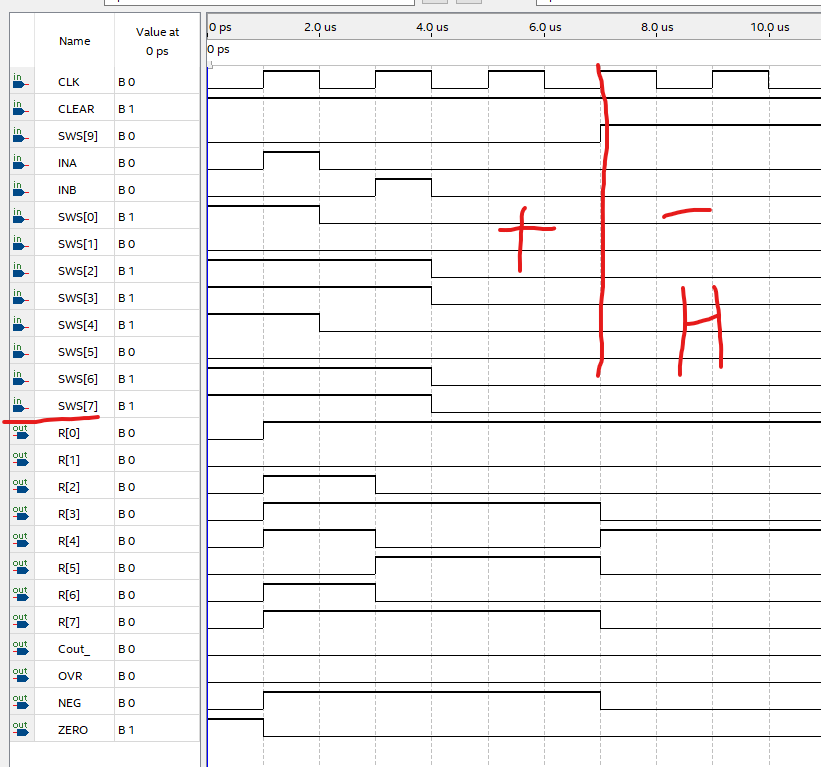 Name Value at 0 ps
0 ps 2.0 us 4.0 us 6.0 us 8.0 us 10.0 us
0 ps
in CLK B 0
in CLEAR B 1
in SWS[9] B 0
in INA B 0
in INB B 0
in SWS[0] B 1
in SWS[1] B 0
in SWS[2] B 1
in SWS[3] B 1
in SWS[4] B 1
in SWS[5] B 0
in SWS[6] B 1
in SWS[7] B 1
out R[0] B 0
out R[1] B 0
out R[2] B 0
out R[3] B 0
out R[4] B 0
out R[5] B 0
out R[6] B 0
out R[7] B 0
out Cout_ B 0
out OVR B 0
out NEG B 0
out ZERO B 1
+ −
H